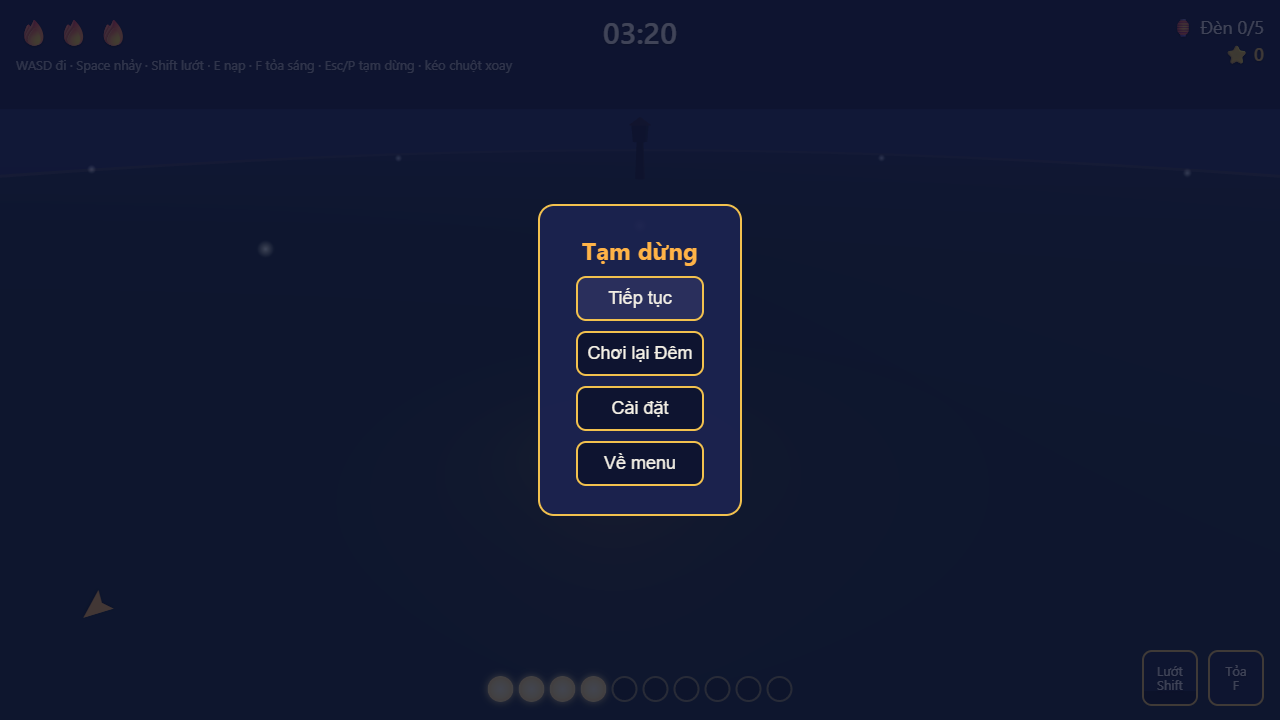 03:20
Đèn 0/5
0
WASD đi · Space nhảy · Shift lướt · E nạp · F tỏa sáng · Esc/P tạm dừng · kéo chuột xoay
Tạm dừng
Tiếp tục
Chơi lại Đêm
Cài đặt
Về menu
Lướt
Shift
Tỏa
F